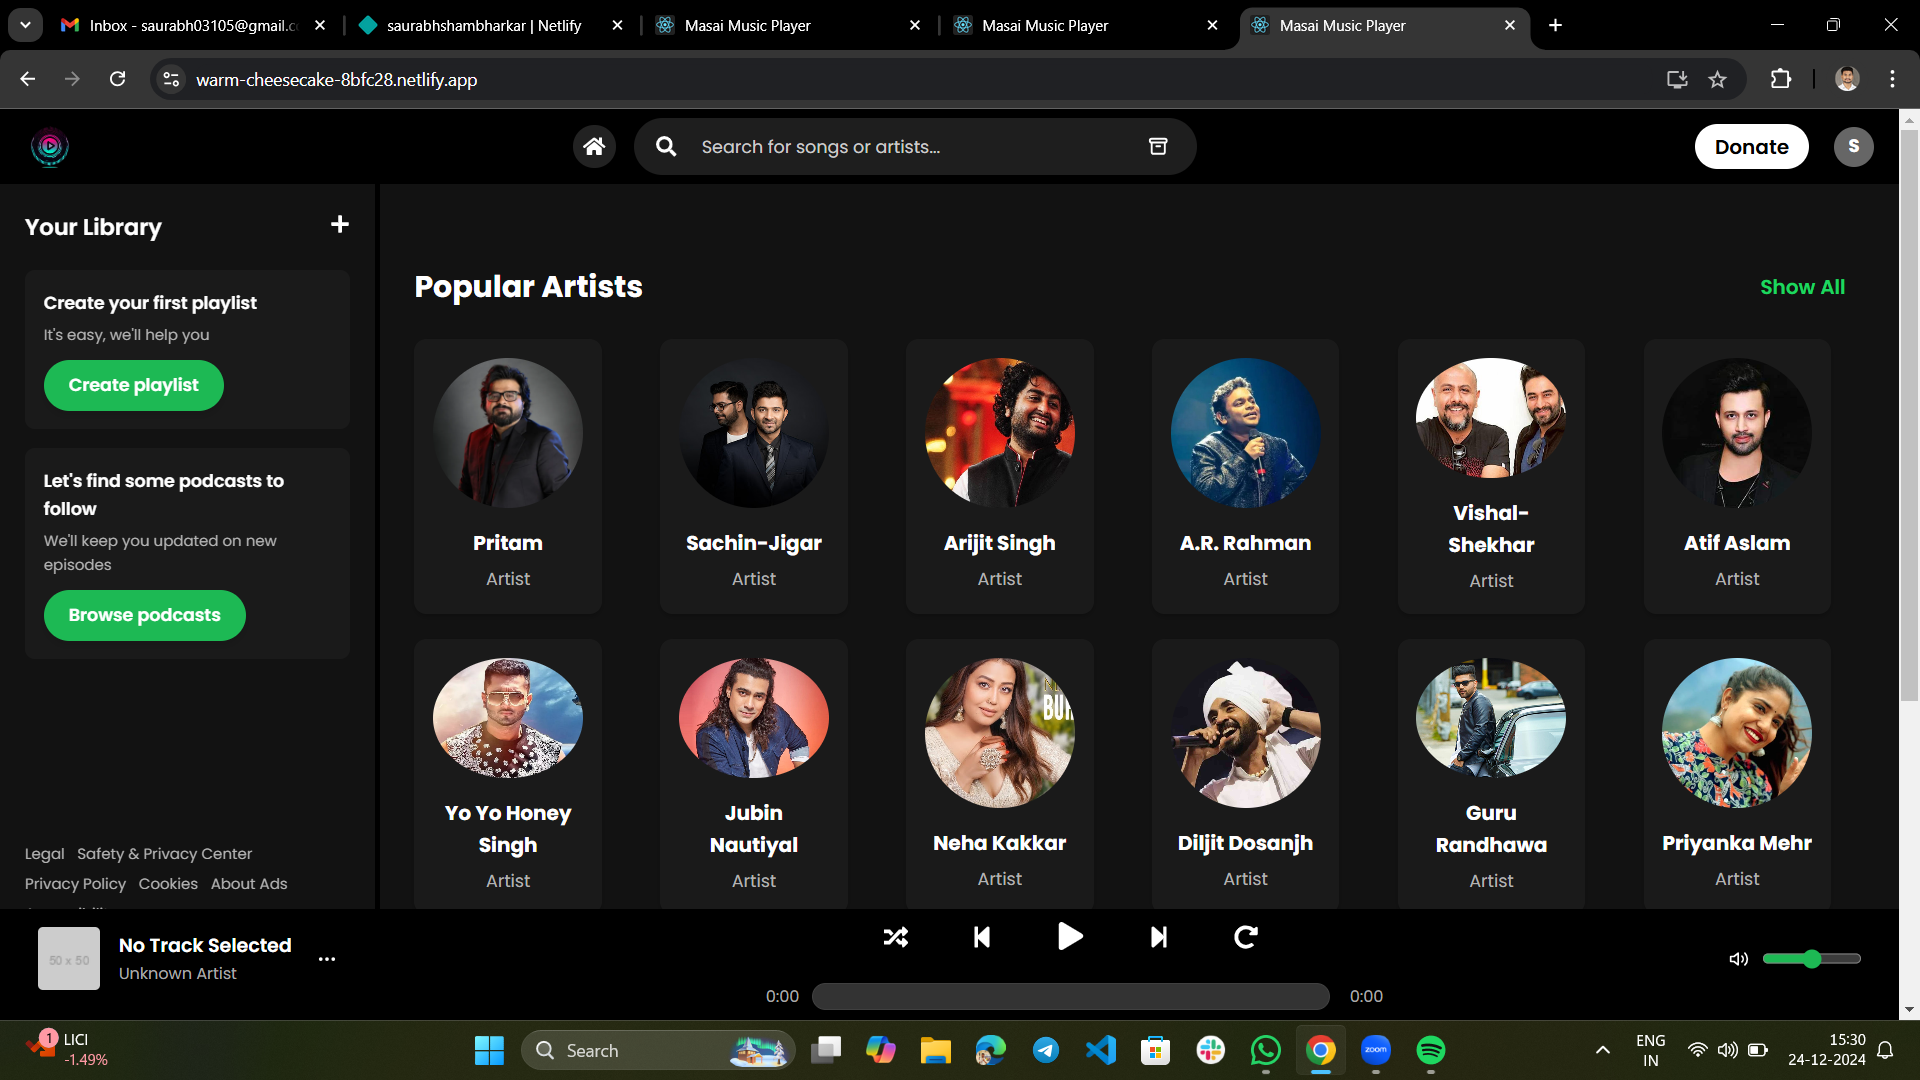 Inbox - saurabh03105@gmail.c
saurabhshambharkar | Netlify
Masai Music Player
Masai Music Player
Masai Music Player
warm-cheesecake-8bfc28.netlify.app
Search for songs or artists...
Donate
S
Your Library
Create your first playlist
It's easy, we'll help you
Create playlist
Let's find some podcasts to
follow
We'll keep you updated on new
episodes
Browse podcasts
Legal Safety & Privacy Center
Privacy Policy Cookies About Ads
Popular Artists
Show All
Pritam
Artist
Sachin-Jigar
Artist
Arijit Singh
Artist
A.R. Rahman
Artist
Vishal-
Shekhar
Artist
Atif Aslam
Artist
Yo Yo Honey
Singh
Artist
Jubin
Nautiyal
Artist
Neha Kakkar
Artist
Diljit Dosanjh
Artist
Guru
Randhawa
Artist
Priyanka Mehr
Artist
50 x 50
No Track Selected
Unknown Artist
0:00
0:00
1
LICI
-1.49%
Search
zoom
ENG
IN
15:30
24-12-2024